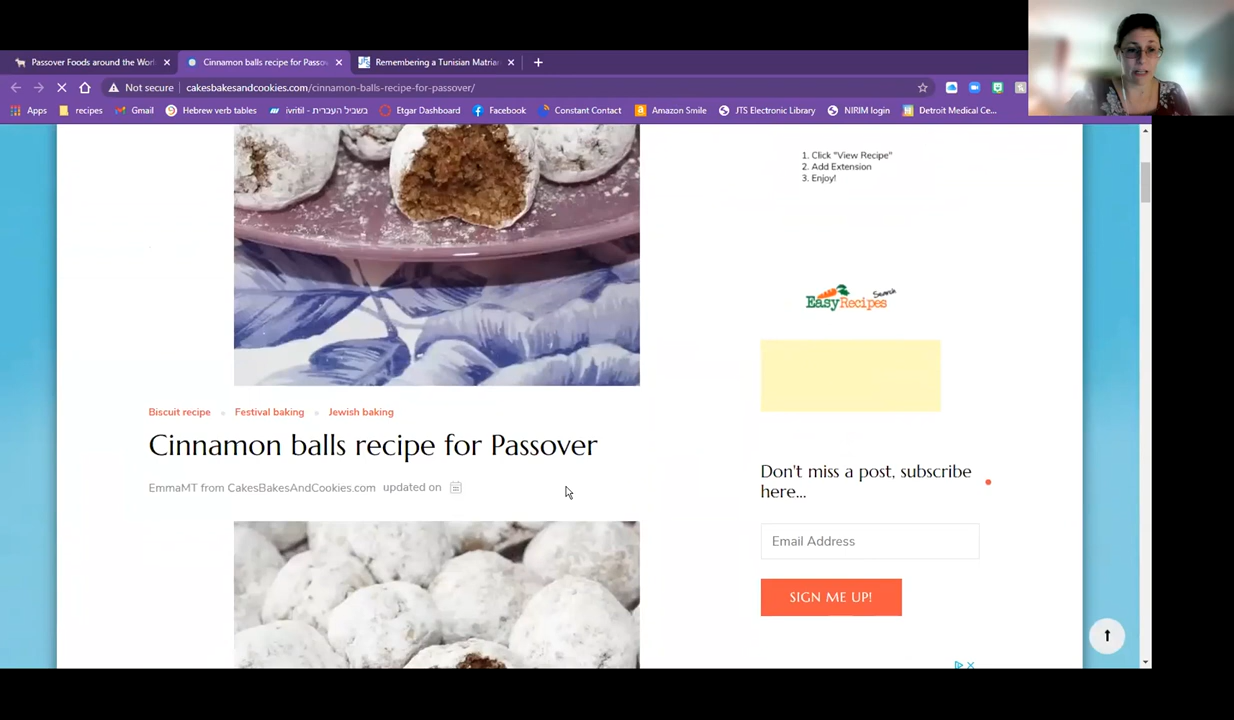 Passover Foods around the Worl
Cinnamon balls recipe for Passov
Remembering a Tunisian Matria
Not secure cakesbakesandcookies.com/cinnamon-balls-recipe-for-passover/
Apps recipes Gmail Hebrew verb tables ivritil - בשביל העברית Etgar Dashboard Facebook Constant Contact Amazon Smile JTS Electronic Library NIRIM login Detroit Medical Ce...
1. Click "View Recipe"
2. Add Extension
3. Enjoy!
EasyRecipes Search
Biscuit recipe Festival baking Jewish baking
Cinnamon balls recipe for Passover
EmmaMT from CakesBakesAndCookies.com updated on
Don't miss a post, subscribe
here...
Email Address
SIGN ME UP!